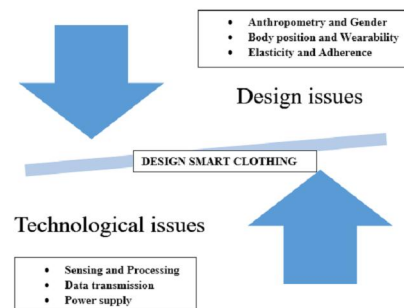 • Anthropometry and Gender
• Body position and Wearability
• Elasticity and Adherence
Design issues
DESIGN SMART CLOTHING
Technological issues
• Sensing and Processing
• Data transmission
• Power supply